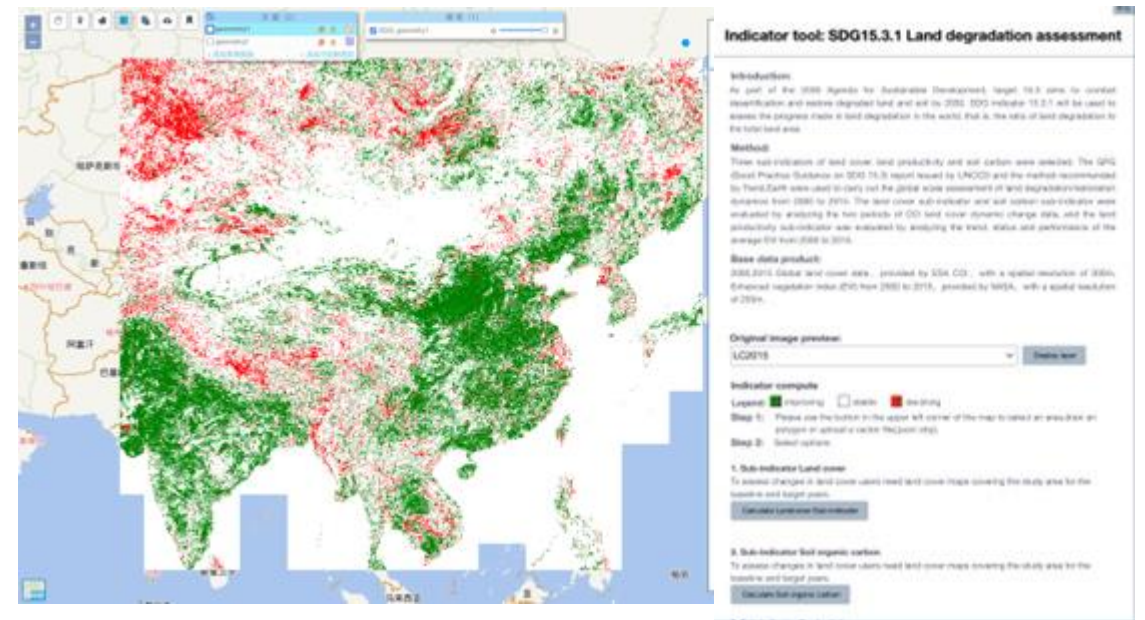 Indicator tool: SDG15.3.1 Land degradation assessment
Introduction:
As part of the 2030 Agenda for Sustainable Development, target 15.3 aims to combat
desertification and restore degraded land and soil by 2030. SDG indicator 15.3.1 will be used to
assess the progress made in land degradation in the world, that is, the ratio of land degradation to
the total land area.
Method:
Three sub-indicators of land cover, land productivity and soil carbon were selected. The GPG
(Good Practice Guidance on SDG 15.3) report issued by UNCCD and the method recommended
by Trend.Earth were used to carry out the global scale assessment of land degradation/restoration
dynamics from 2000 to 2015. The land cover sub-indicator and soil carbon sub-indicator were
evaluated by analyzing the two periods of CCI land cover dynamic change data, and the land
productivity sub-indicator was evaluated by analyzing the trend, status and performance of the
average EVI from 2000 to 2015.
Base data product:
2000,2015 Global land cover data, provided by ESA CCI, with a spatial resolution of 300m.
Enhanced vegetation index (EVI) from 2000 to 2015, provided by NASA, with a spatial resolution
of 250m.
Original image preview:
LC2015
Display layer
Indicator compute
Legend: improving stable declining
Step 1: Please use the button in the upper left corner of the map to select an area,draw an
polygon or upload a vector file(json/shp).
Step 2: Select options
1. Sub-indicator Land cover
To assess changes in land cover users need land cover maps covering the study area for the
baseline and target years.
Calculate Landcover Sub-indicator
2. Sub-indicator Soil organic carbon
To assess changes in land cover users need land cover maps covering the study area for the
baseline and target years.
Calculate Soil organic carbon
哈萨克斯坦
阿富汗
马来西亚